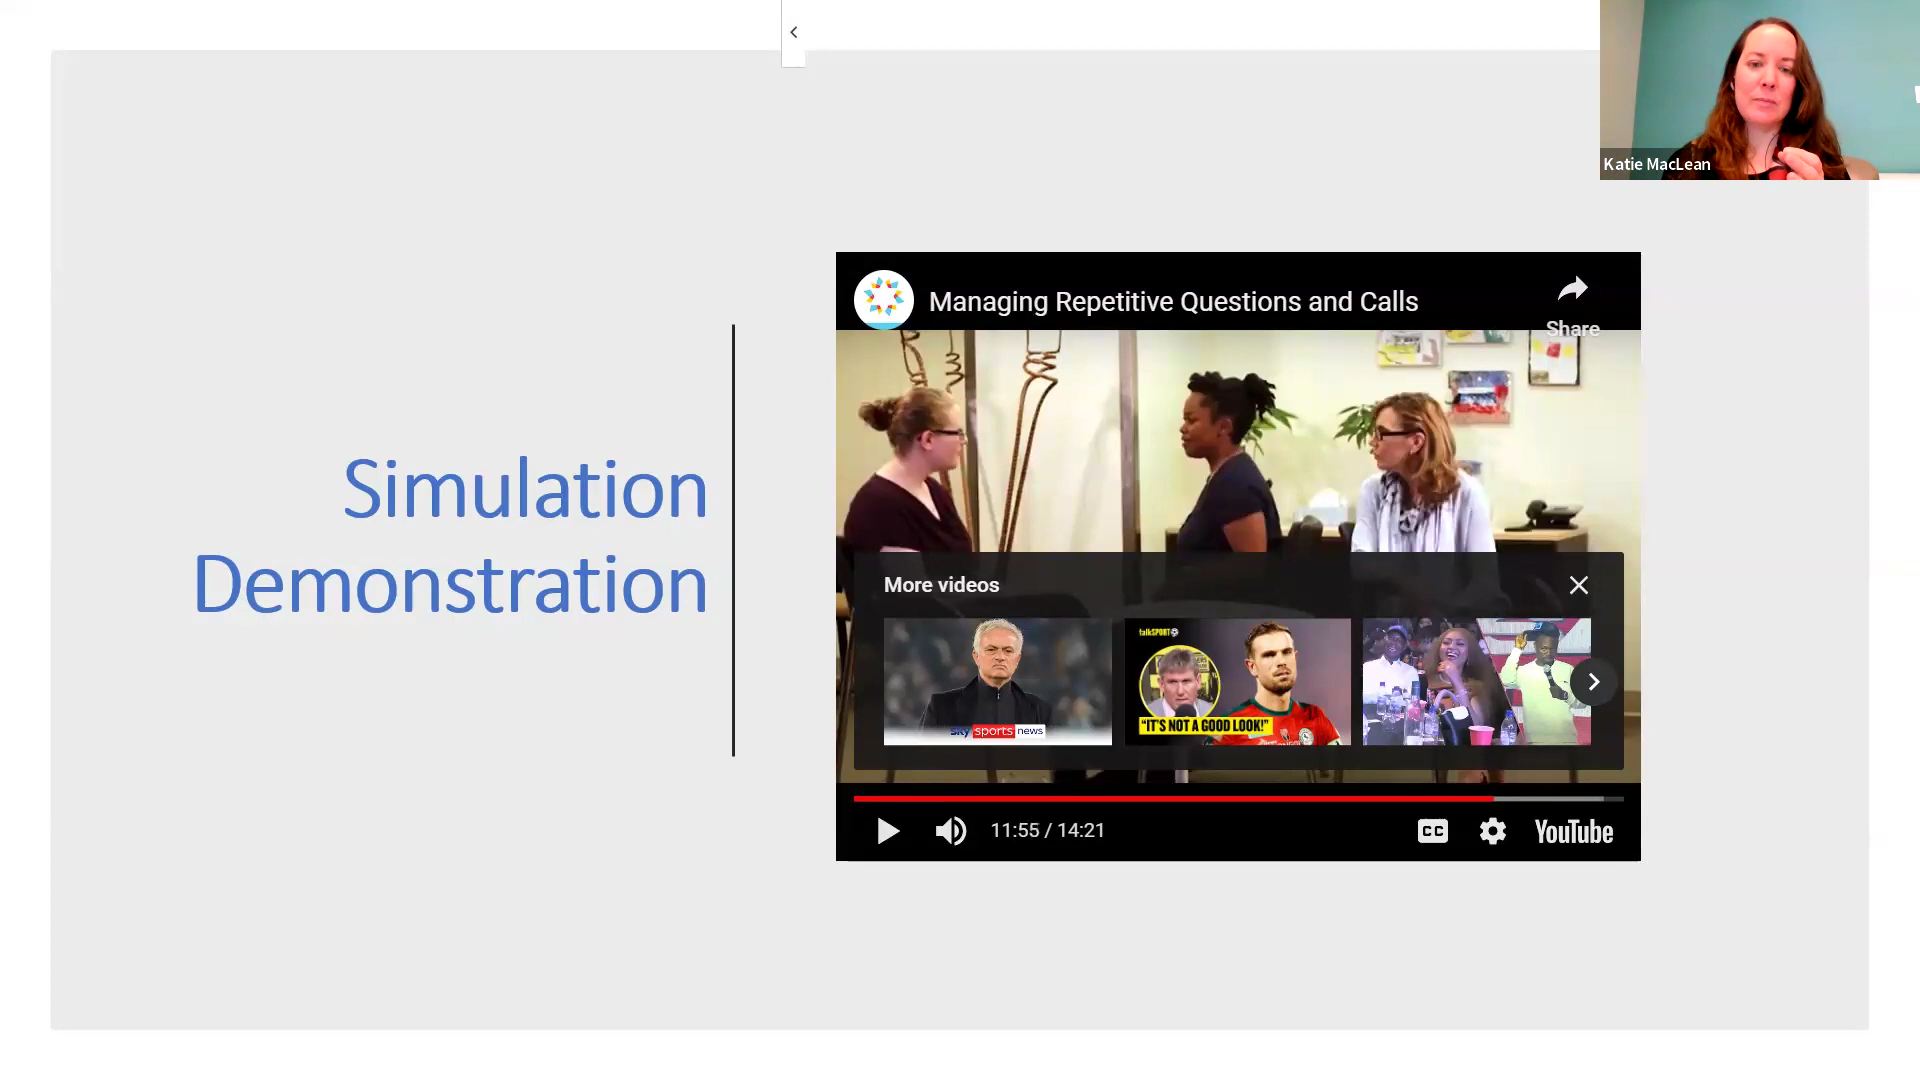 Katie MacLean
Simulation
Demonstration
Managing Repetitive Questions and Calls
Share
More videos
sky sports news
talkSPORT
"IT'S NOT A GOOD LOOK!"
11:55 / 14:21
CC
YouTube